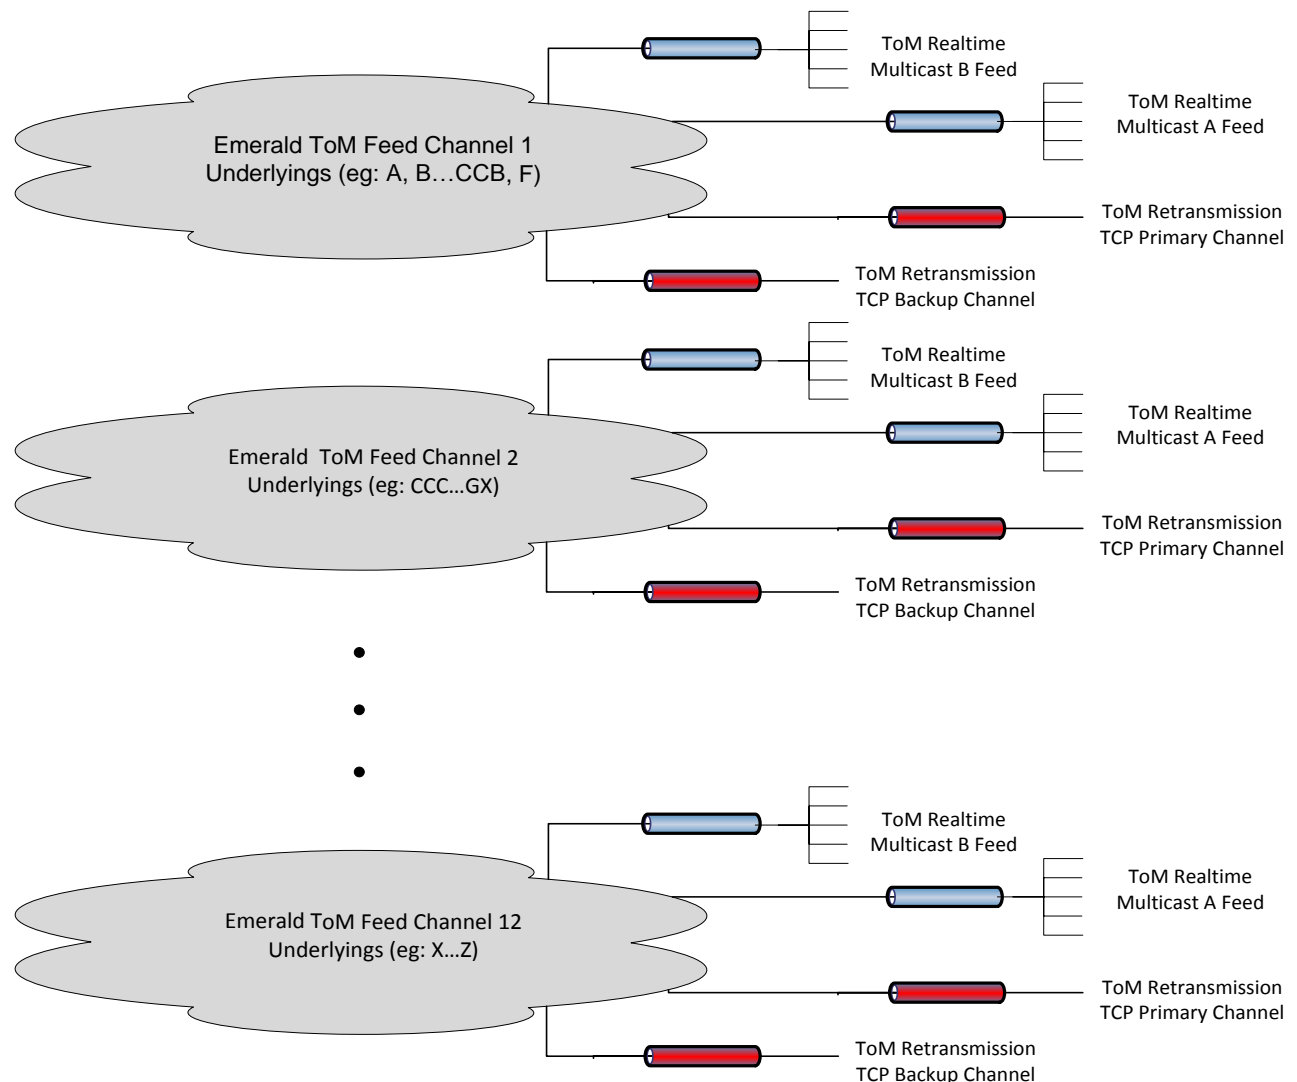 ToM Realtime
Multicast B Feed
ToM Realtime
Multicast A Feed
Emerald ToM Feed Channel 1
Underlyings (eg: A, B…CCB, F)
ToM Retransmission
TCP Primary Channel
ToM Retransmission
TCP Backup Channel
ToM Realtime
Multicast B Feed
ToM Realtime
Multicast A Feed
Emerald ToM Feed Channel 2
Underlyings (eg: CCC…GX)
ToM Retransmission
TCP Primary Channel
ToM Retransmission
TCP Backup Channel
ToM Realtime
Multicast B Feed
ToM Realtime
Multicast A Feed
Emerald ToM Feed Channel 12
Underlyings (eg: X…Z)
ToM Retransmission
TCP Primary Channel
ToM Retransmission
TCP Backup Channel